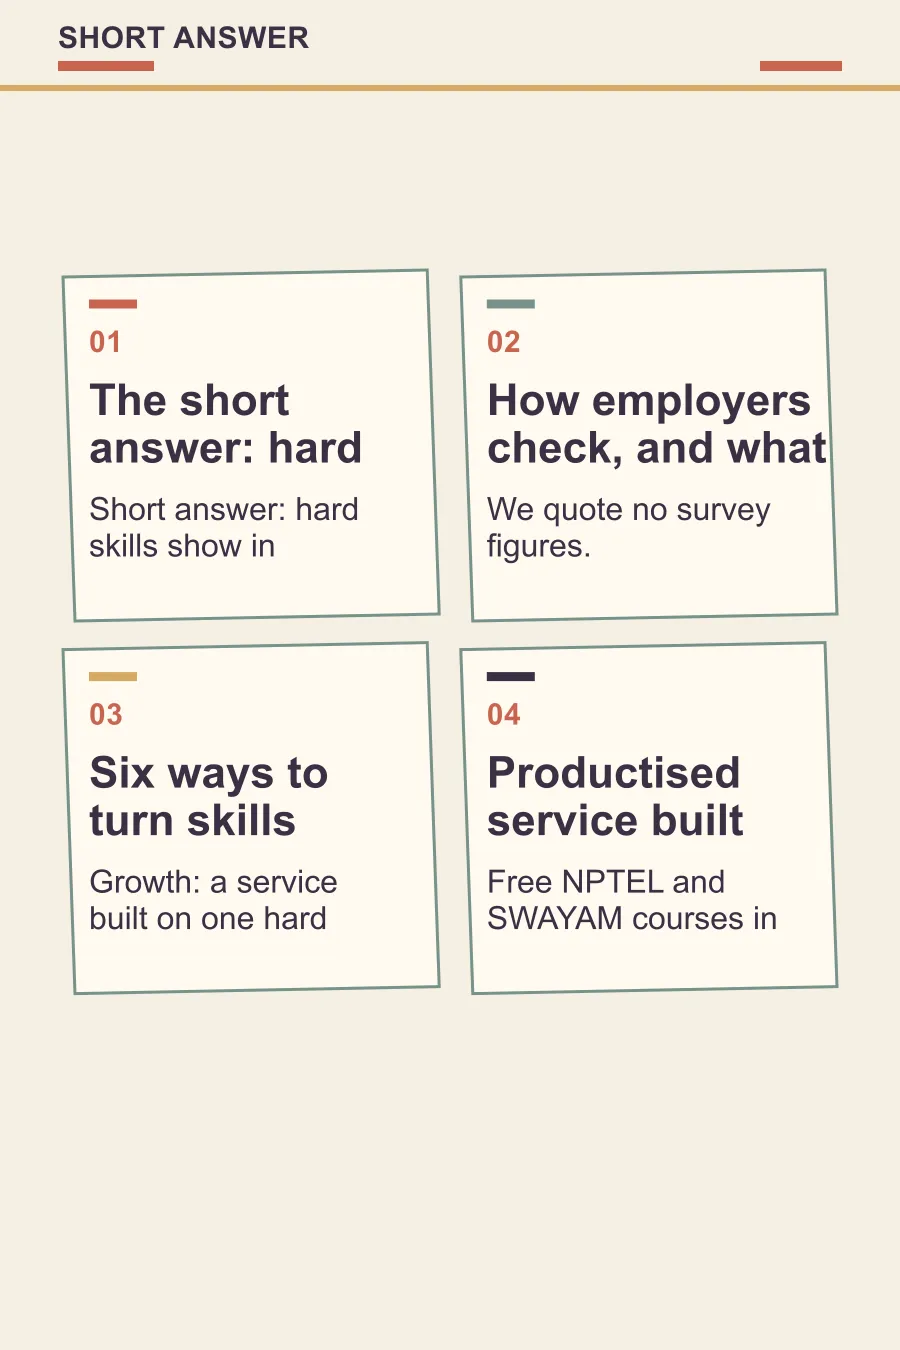 SHORT ANSWER
01
The short
answer: hard
Short answer: hard
skills show in
02
How employers
check, and what
We quote no survey
figures.
03
Six ways to
turn skills
Growth: a service
built on one hard
04
Productised
service built
Free NPTEL and
SWAYAM courses in